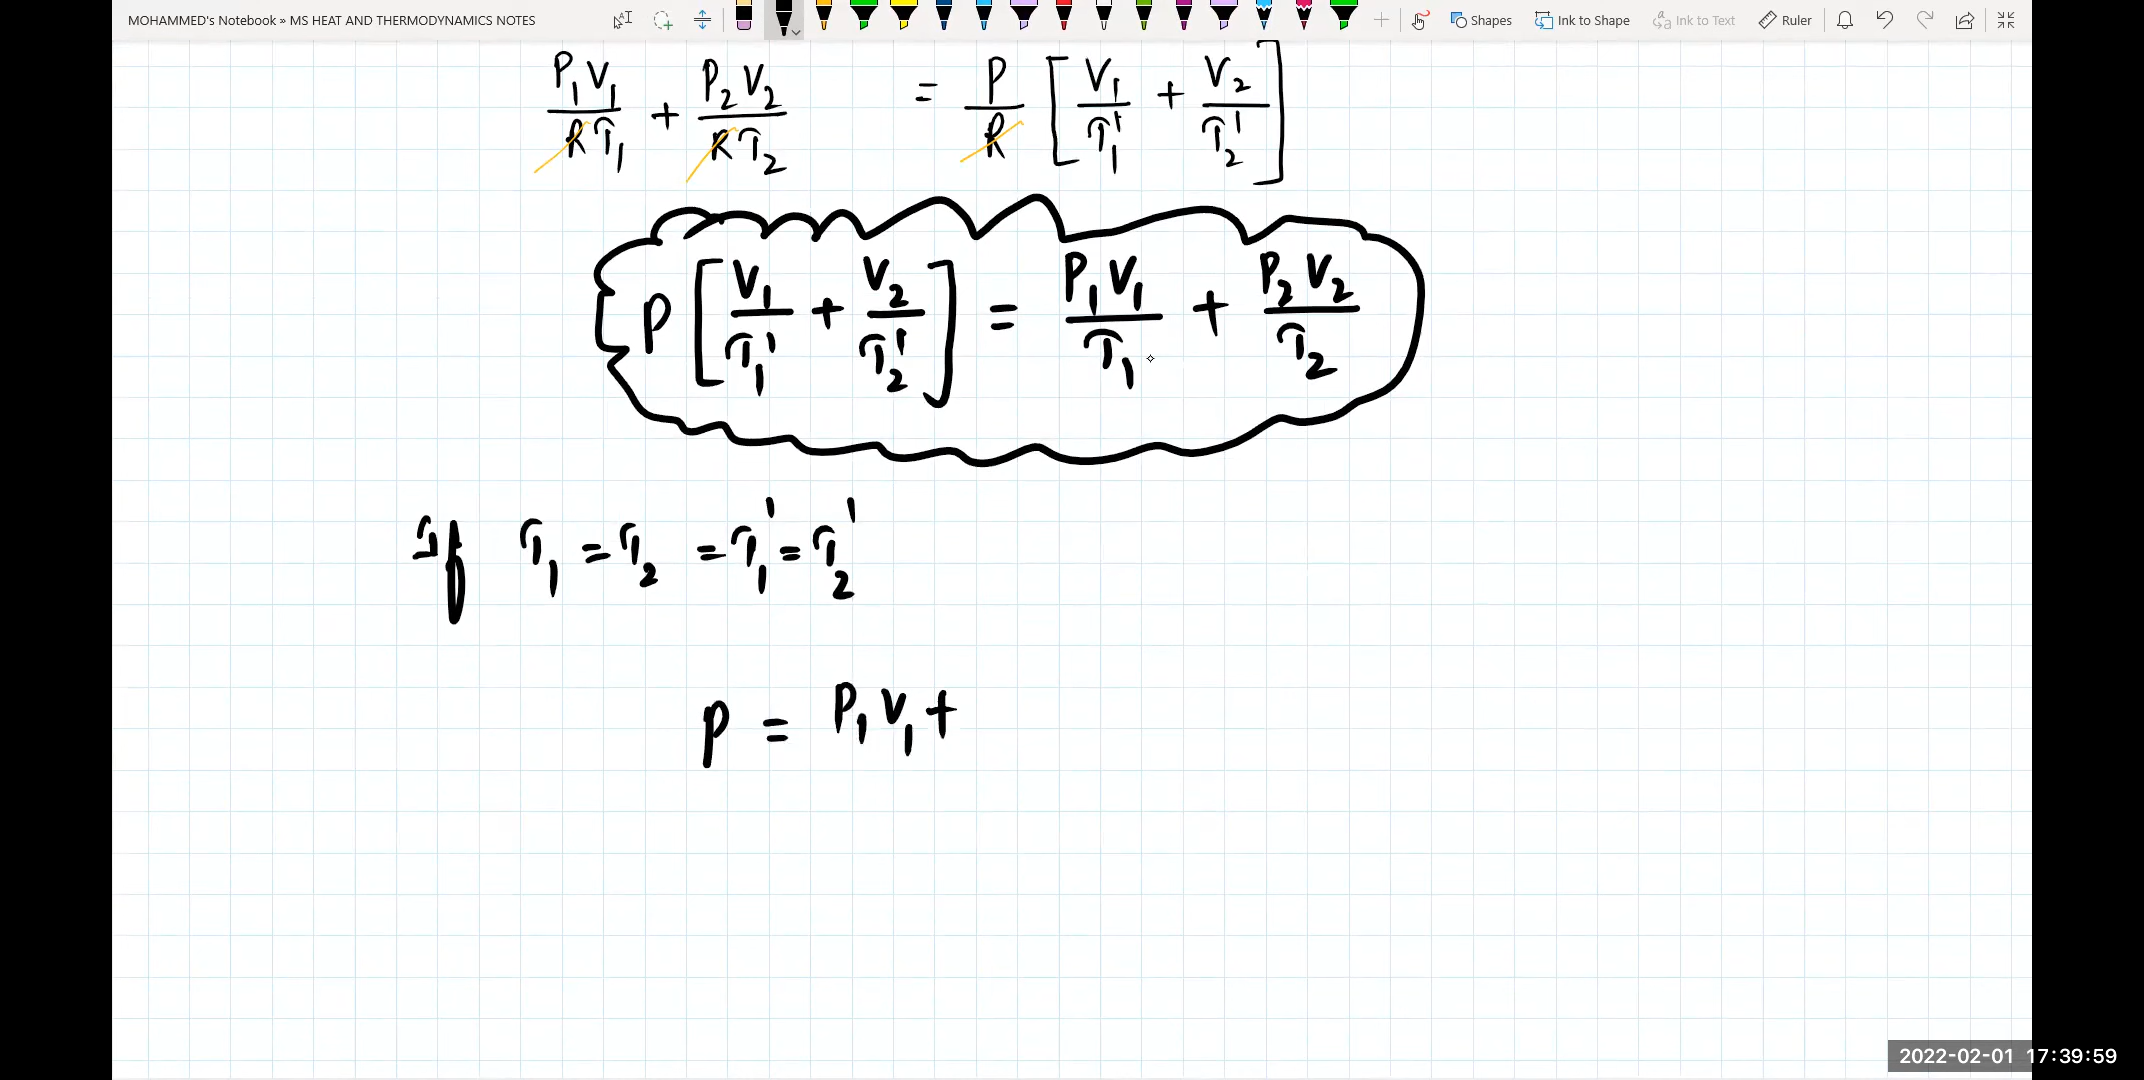 MOHAMMED's Notebook » MS HEAT AND THERMODYNAMICS NOTES Shapes Ink to Shape Ink to Text Ruler
P₁V₁/RT₁ + P₂V₂/RT₂ = P/R [V₁/T₁' + V₂/T₂']
P [V₁/T₁' + V₂/T₂'] = P₁V₁/T₁ + P₂V₂/T₂
If T₁ = T₂ = T₁' = T₂'
P = P₁V₁ +
2022-02-01 17:39:59